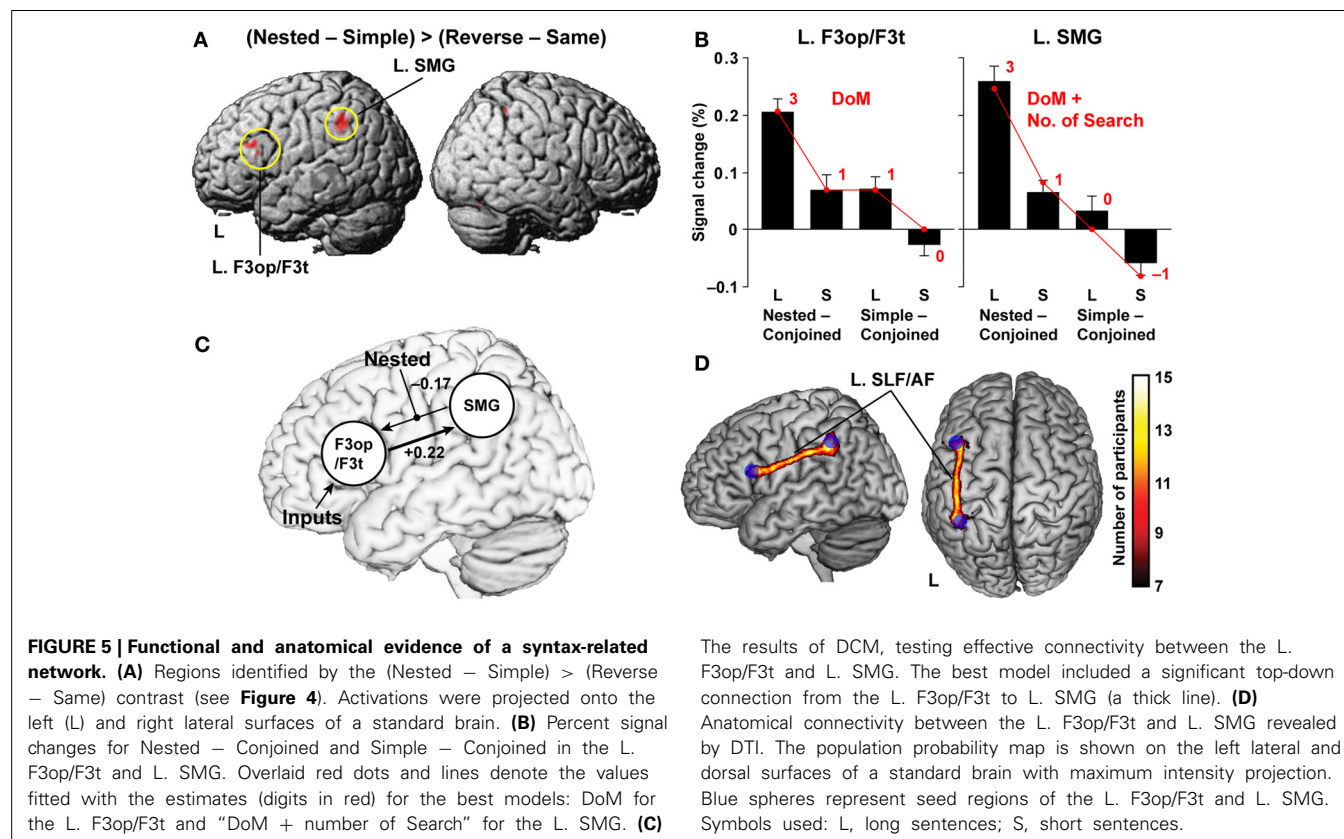 A
(Nested – Simple) > (Reverse – Same)
L. SMG
L
L. F3op/F3t
B
L. F3op/F3t
L. SMG
Signal change (%)
0.3
0.2
0.1
0
–0.1
3
DoM
1
1
0
L
S
L
S
Nested –
Conjoined
Simple –
Conjoined
0.3
0.2
0.1
0
–0.1
3
DoM +
No. of Search
1
0
–1
L
S
L
S
Nested –
Conjoined
Simple –
Conjoined
C
Nested
–0.17
SMG
F3op
/F3t
+0.22
Inputs
D
L. SLF/AF
L
Number of participants
15
13
11
9
7
FIGURE 5 | Functional and anatomical evidence of a syntax-related
network. (A) Regions identified by the (Nested − Simple) > (Reverse
− Same) contrast (see Figure 4). Activations were projected onto the
left (L) and right lateral surfaces of a standard brain. (B) Percent signal
changes for Nested − Conjoined and Simple − Conjoined in the L.
F3op/F3t and L. SMG. Overlaid red dots and lines denote the values
fitted with the estimates (digits in red) for the best models: DoM for
the L. F3op/F3t and “DoM + number of Search” for the L. SMG. (C)
The results of DCM, testing effective connectivity between the L.
F3op/F3t and L. SMG. The best model included a significant top-down
connection from the L. F3op/F3t to L. SMG (a thick line). (D)
Anatomical connectivity between the L. F3op/F3t and L. SMG revealed
by DTI. The population probability map is shown on the left lateral and
dorsal surfaces of a standard brain with maximum intensity projection.
Blue spheres represent seed regions of the L. F3op/F3t and L. SMG.
Symbols used: L, long sentences; S, short sentences.